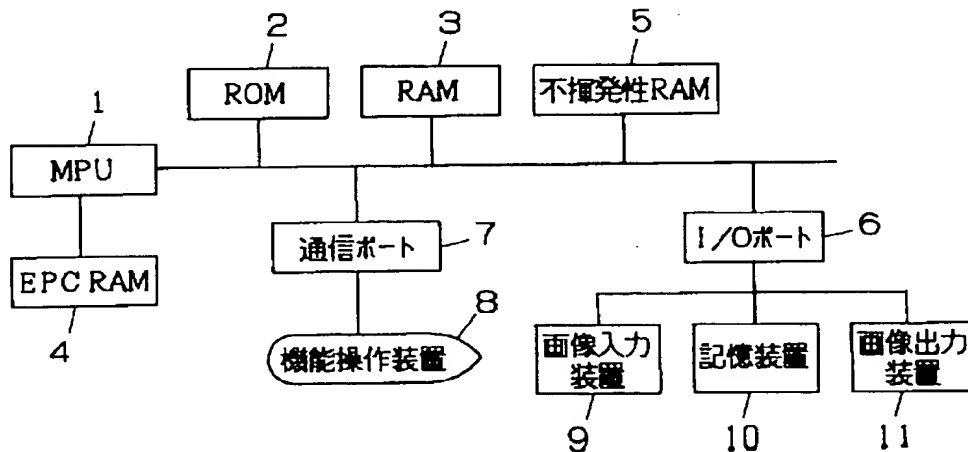 2
3
5
ROM
RAM
不揮発性RAM
1
MPU
通信ポート
7
I/Oポート
6
EPC RAM
4
8
機能操作装置
画像入力
装置
記憶装置
画像出力
装置
9
10
11